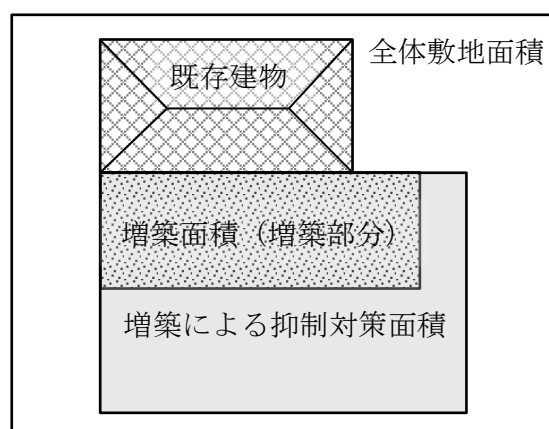 全体敷地面積
既存建物
増築面積（増築部分）
増築による抑制対策面積